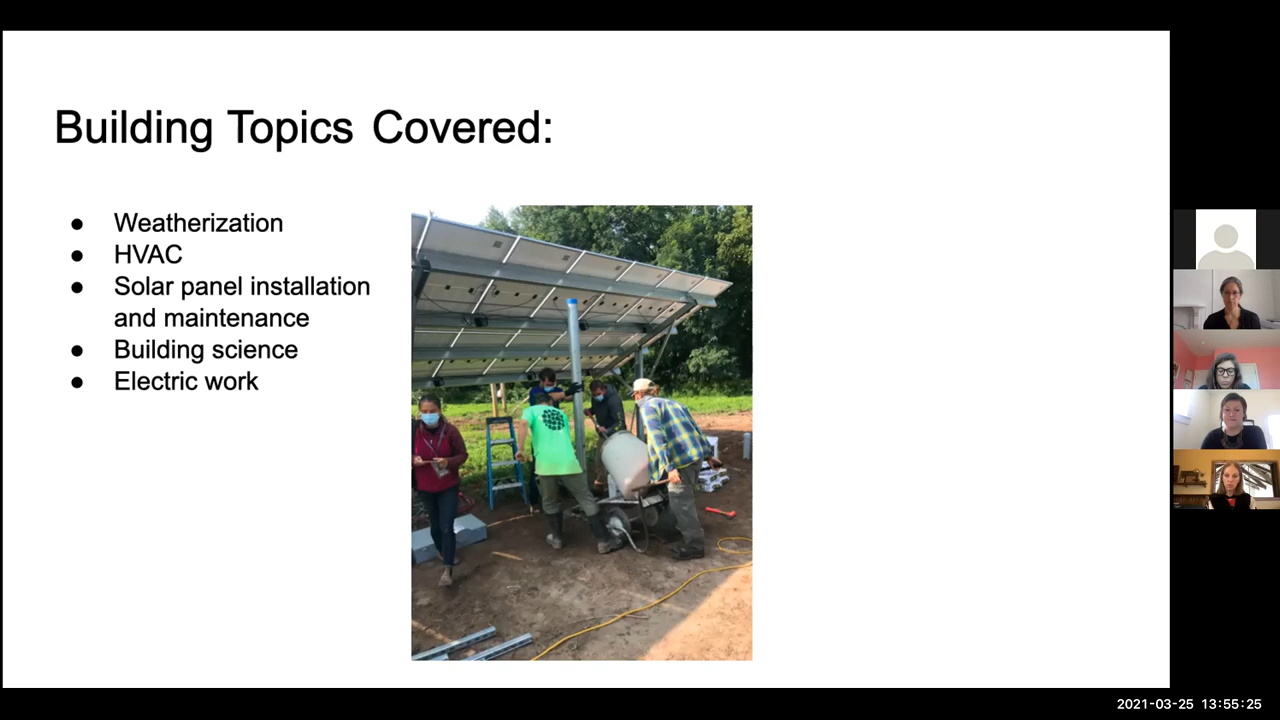 Building Topics Covered:
● Weatherization
● HVAC
● Solar panel installation
and maintenance
● Building science
● Electric work
2021-03-25 13:55:25